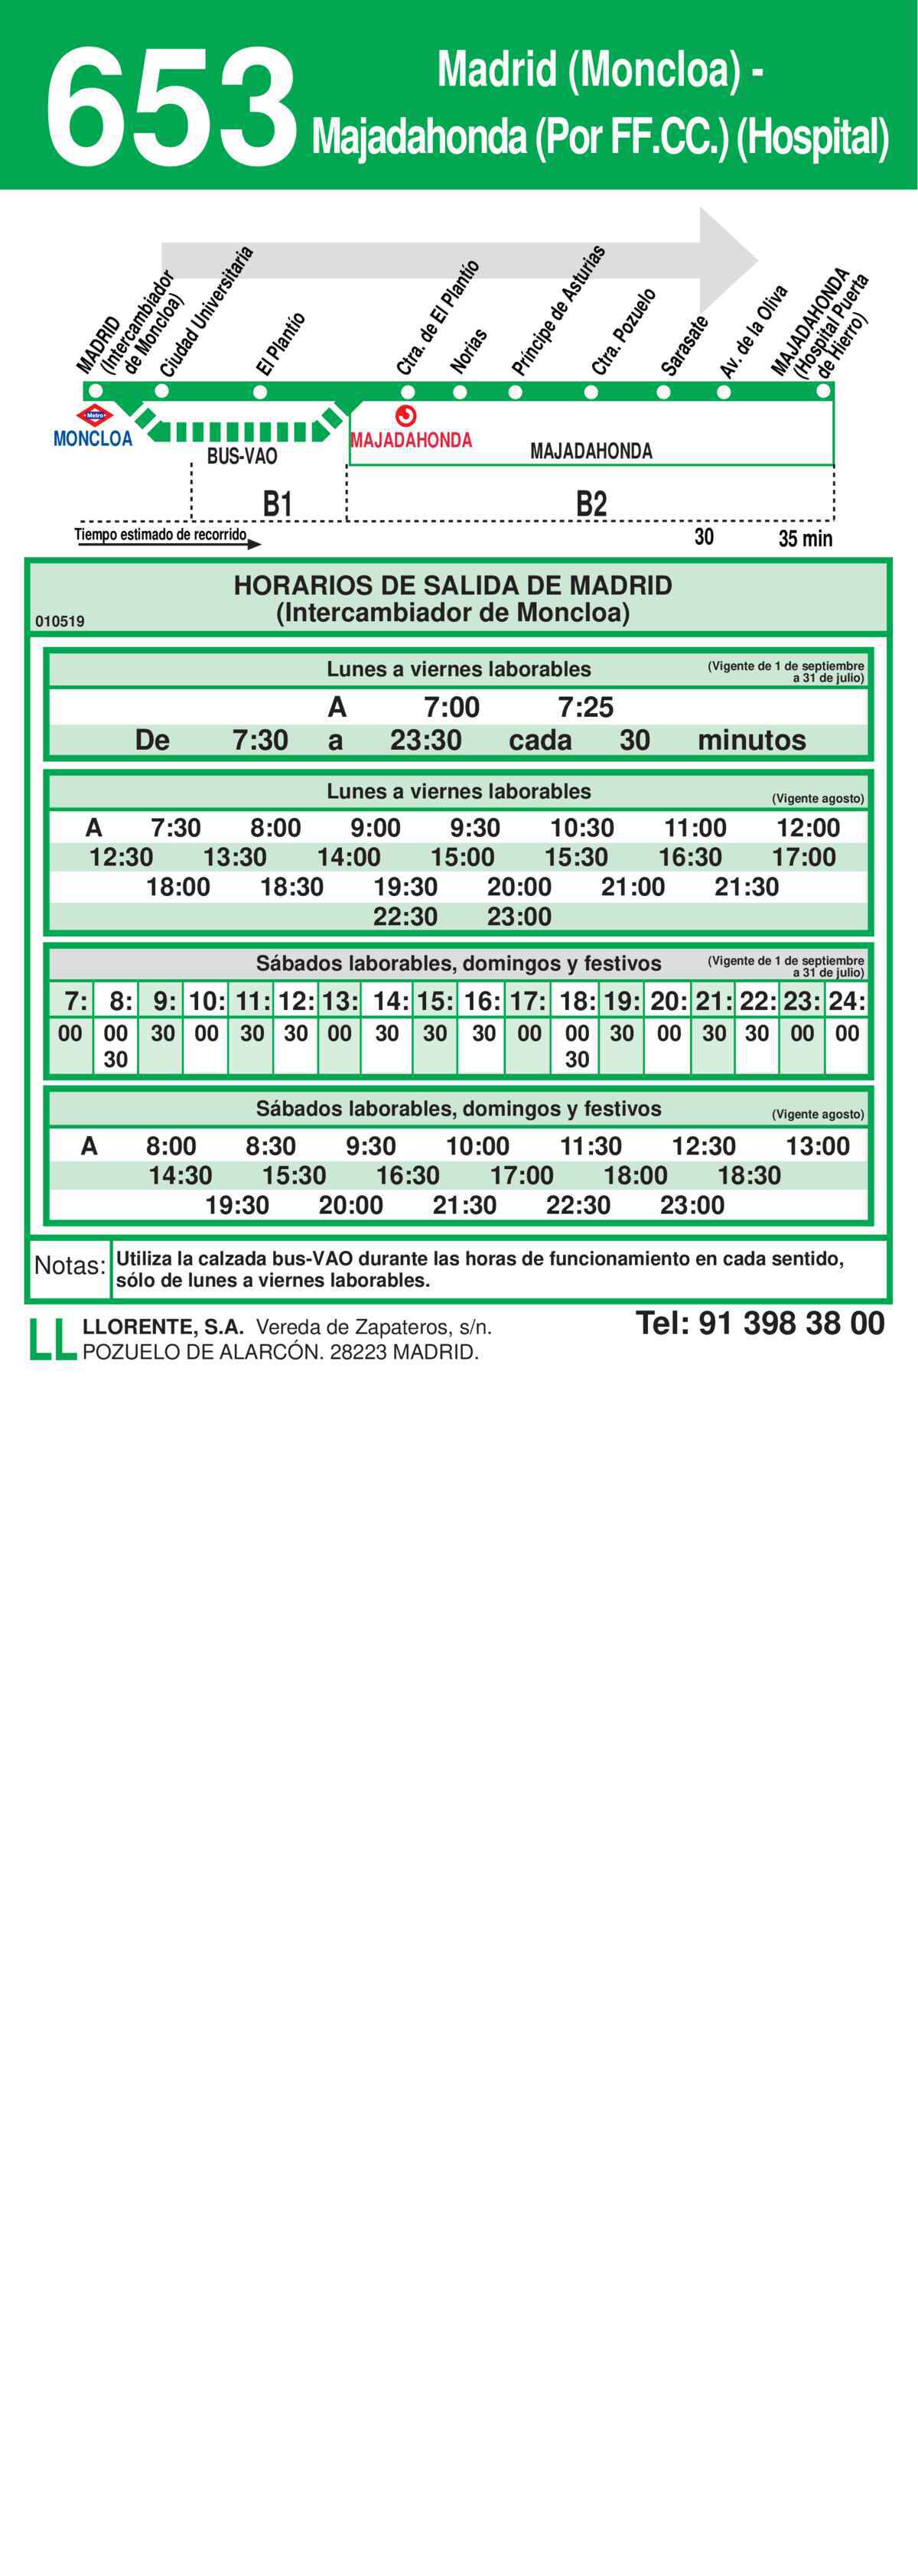 653
Madrid (Moncloa) -
Majadahonda (Por FF.CC.) (Hospital)
MADRID
(Intercambiador
de Moncloa)
Ciudad Universitaria
El Plantío
Ctra. de El Plantío
Norias
Principe de Asturias
Ctra. Pozuelo
Sarasate
Av. de la Oliva
MAJADAHONDA
(Hospital Puerta
de Hierro)
Metro
MONCLOA
BUS-VAO
MAJADAHONDA
MAJADAHONDA
B1
B2
Tiempo estimado de recorrido
30
35 min
HORARIOS DE SALIDA DE MADRID
(Intercambiador de Moncloa)
010519
Lunes a viernes laborables
(Vigente de 1 de septiembre
a 31 de julio)
A 7:00 7:25
De 7:30 a 23:30 cada 30 minutos
Lunes a viernes laborables
(Vigente agosto)
A 7:30 8:00 9:00 9:30 10:30 11:00 12:00
12:30 13:30 14:00 15:00 15:30 16:30 17:00
18:00 18:30 19:30 20:00 21:00 21:30
22:30 23:00
Sábados laborables, domingos y festivos
(Vigente de 1 de septiembre
a 31 de julio)
7: 8: 9: 10: 11: 12: 13: 14: 15: 16: 17: 18: 19: 20: 21: 22: 23: 24:
00 00 30 00 30 30 00 30 30 30 00 00 30 00 30 30 00 00
30 30
Sábados laborables, domingos y festivos
(Vigente agosto)
A 8:00 8:30 9:30 10:00 11:30 12:30 13:00
14:30 15:30 16:30 17:00 18:00 18:30
19:30 20:00 21:30 22:30 23:00
Notas:
Utiliza la calzada bus-VAO durante las horas de funcionamiento en cada sentido,
sólo de lunes a viernes laborables.
LL
LLORENTE, S.A. Vereda de Zapateros, s/n.
POZUELO DE ALARCÓN. 28223 MADRID.
Tel: 91 398 38 00